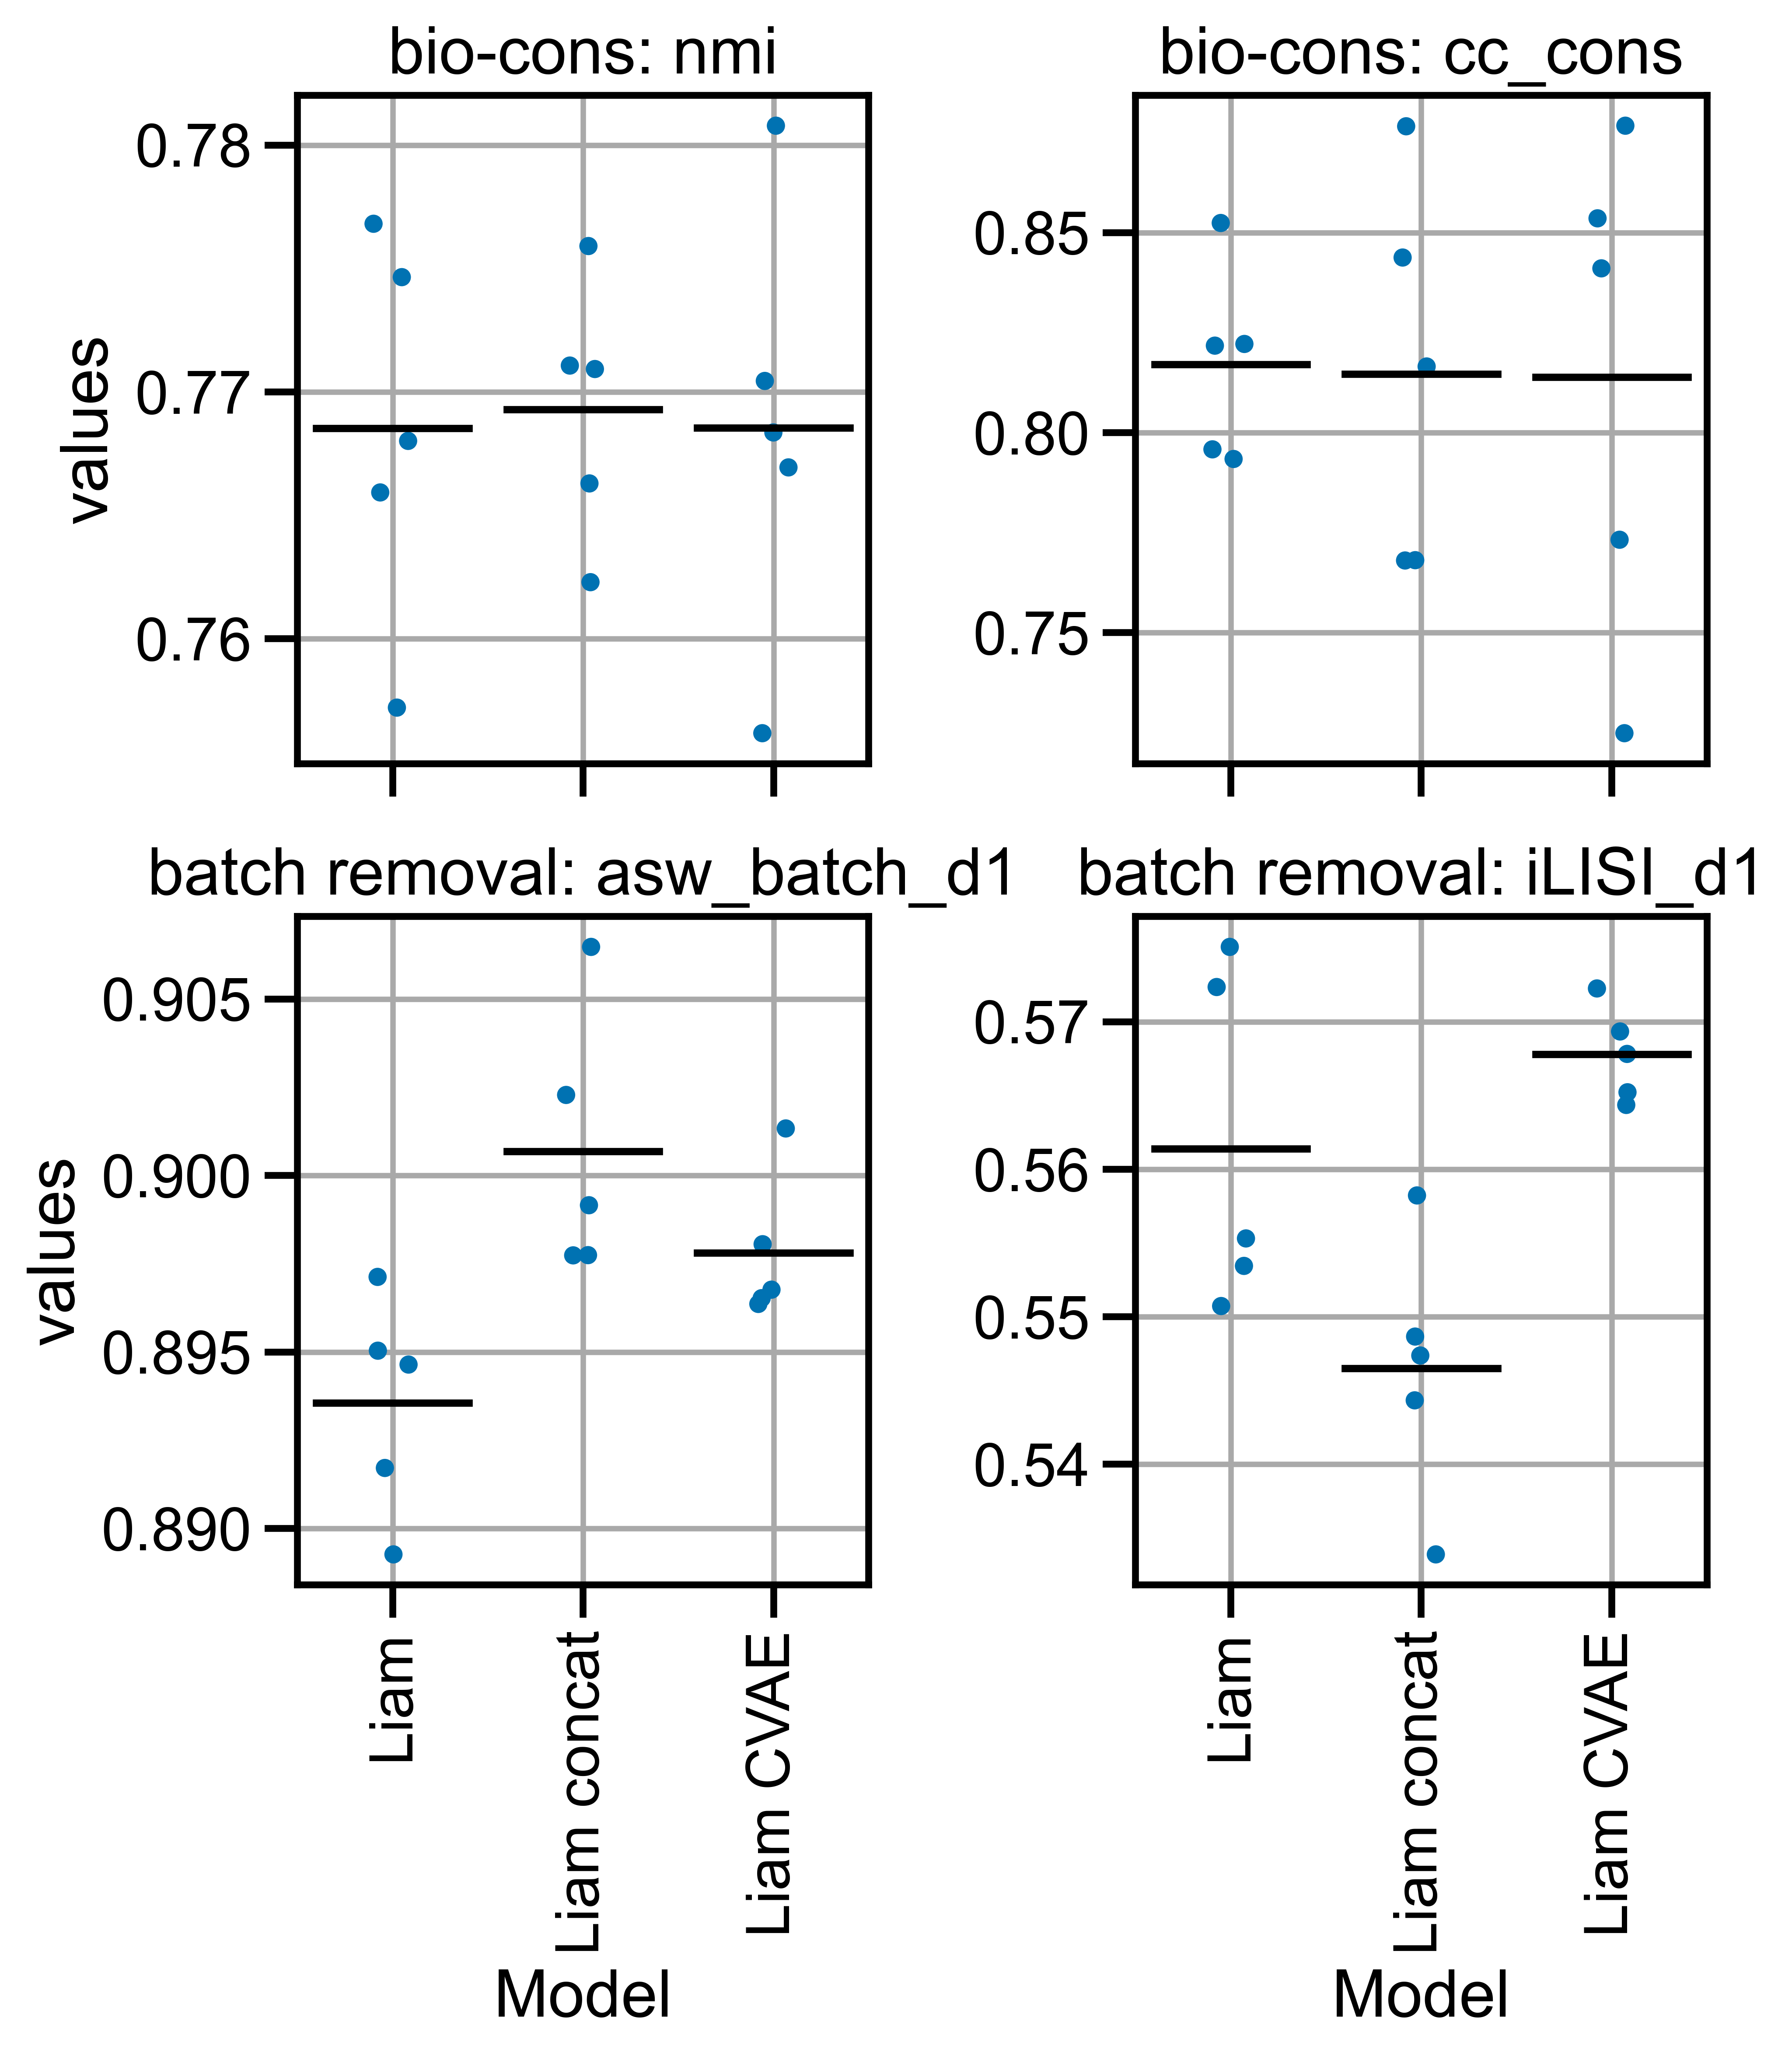 bio-cons: nmi
bio-cons: cc_cons
values
0.78
0.77
0.76
0.85
0.80
0.75
batch removal: asw_batch_d1
batch removal: iLISI_d1
values
0.905
0.900
0.895
0.890
0.57
0.56
0.55
0.54
Liam
Liam concat
Liam CVAE
Liam
Liam concat
Liam CVAE
Model
Model